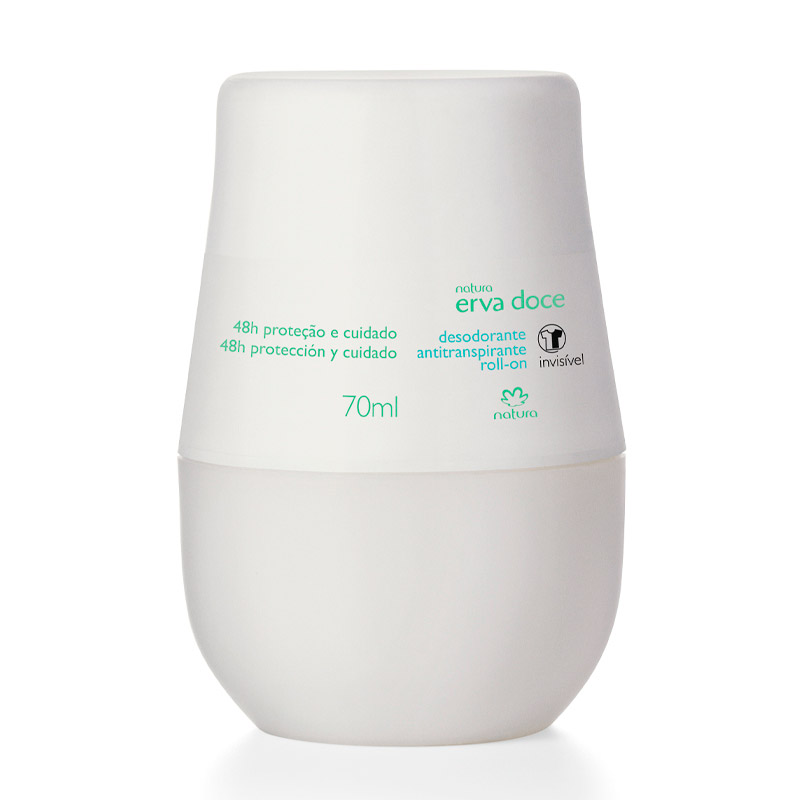 natura
erva doce
48h proteção e cuidado
48h protección y cuidado
desodorante
antitranspirante
roll-on
invisível
70ml
natura